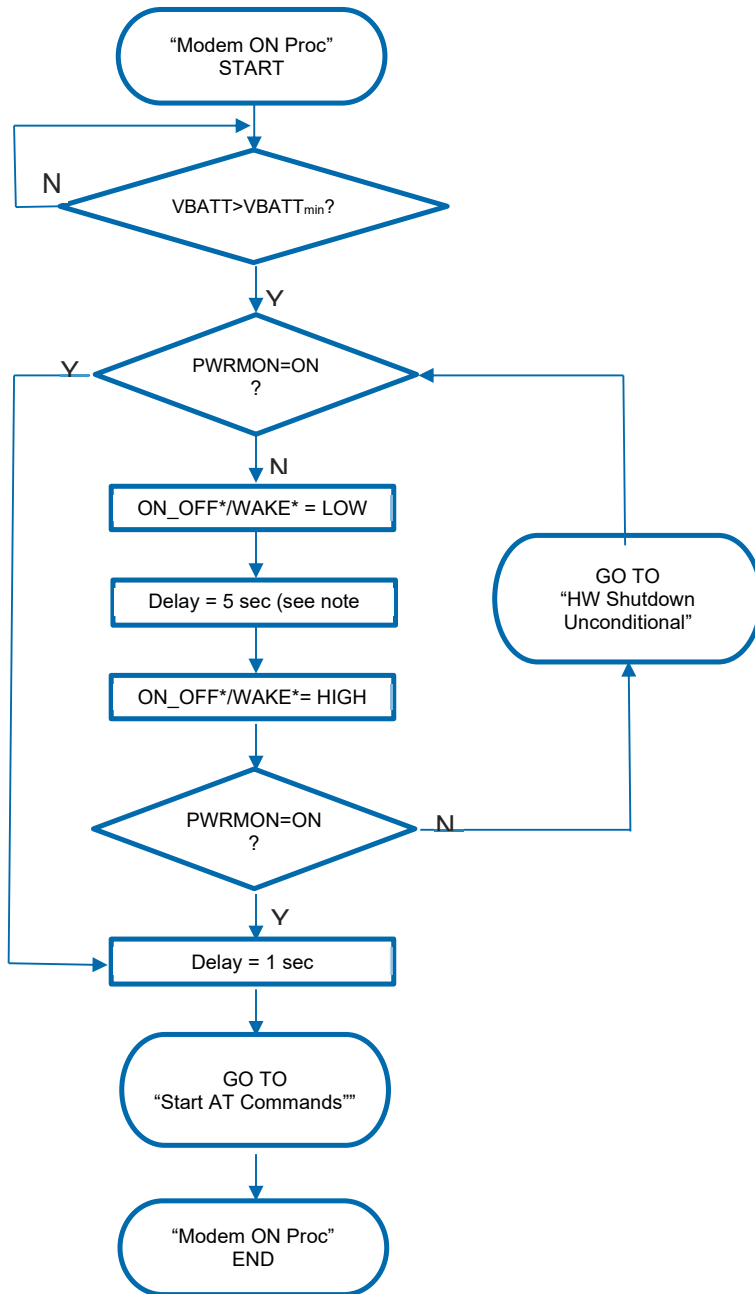 “Modem ON Proc”
START
N
VBATT>VBATTmin?
Y
Y
PWRMON=ON
?
N
ON_OFF*/WAKE* = LOW
Delay = 5 sec (see note
GO TO
“HW Shutdown
Unconditional”
ON_OFF*/WAKE*= HIGH
PWRMON=ON
?
N
Y
Delay = 1 sec
GO TO
“Start AT Commands””
“Modem ON Proc”
END